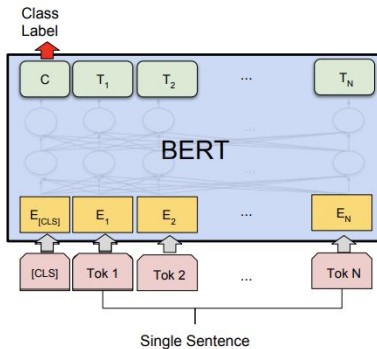 Class
Label
C T1 T2 ... TN
...
BERT
...
E[CLS] E1 E2 ... EN
[CLS] Tok 1 Tok 2 ... Tok N
Single Sentence